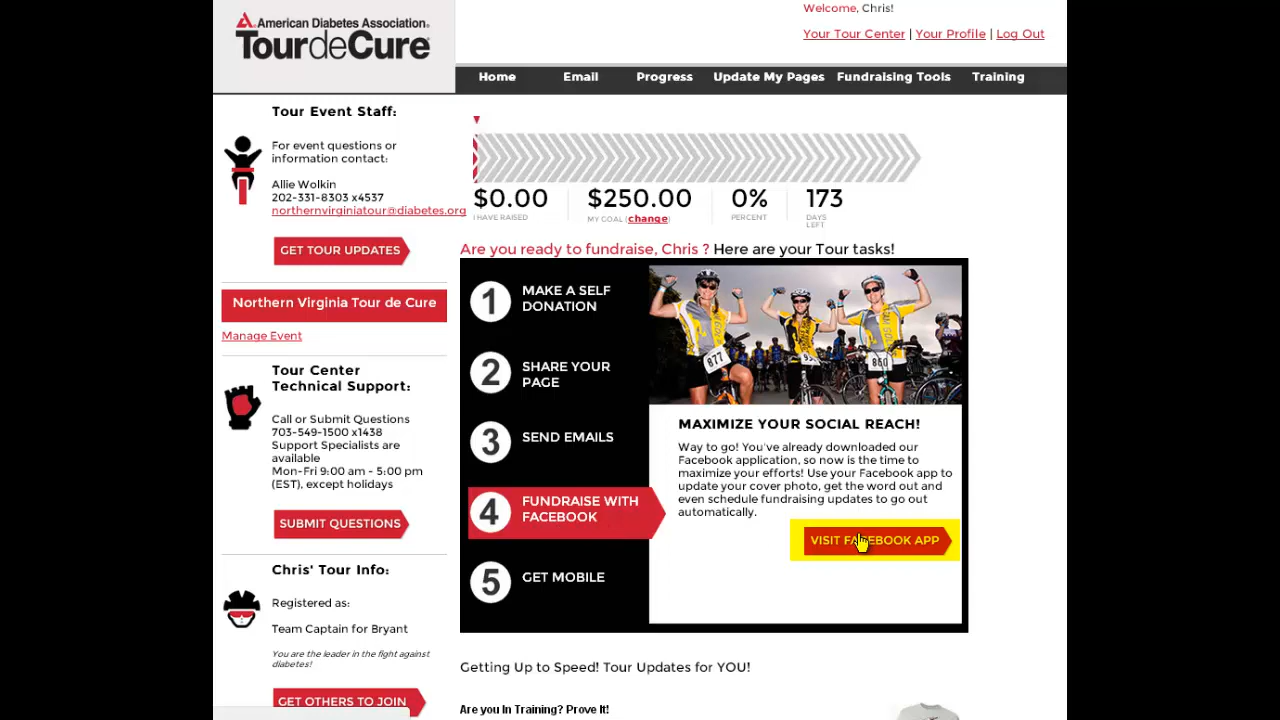 American Diabetes Association.
TourdeCure
Welcome, Chris!
Your Tour Center | Your Profile | Log Out
Home Email Progress Update My Pages Fundraising Tools Training
Tour Event Staff:
For event questions or
information contact:
Allie Wolkin
202-331-8303 x4537
northernvirginiatour@diabetes.org
GET TOUR UPDATES
Northern Virginia Tour de Cure
Manage Event
Tour Center
Technical Support:
Call or Submit Questions
703-549-1500 x1438
Support Specialists are
available
Mon-Fri 9:00 am - 5:00 pm
(EST), except holidays
SUBMIT QUESTIONS
Chris' Tour Info:
Registered as:
Team Captain for Bryant
You are the leader in the fight against
diabetes!
GET OTHERS TO JOIN
$0.00 $250.00 0% 173
I HAVE RAISED MY GOAL (change) PERCENT DAYS
LEFT
Are you ready to fundraise, Chris ? Here are your Tour tasks!
1 MAKE A SELF
DONATION
2 SHARE YOUR
PAGE
3 SEND EMAILS
4 FUNDRAISE WITH
FACEBOOK
5 GET MOBILE
877
860
MAXIMIZE YOUR SOCIAL REACH!
Way to go! You've already downloaded our
Facebook application, so now is the time to
maximize your efforts! Use your Facebook app to
update your cover photo, get the word out and
even schedule fundraising updates to go out
automatically.
VISIT FACEBOOK APP
Getting Up to Speed! Tour Updates for YOU!
Are you In Training? Prove It!